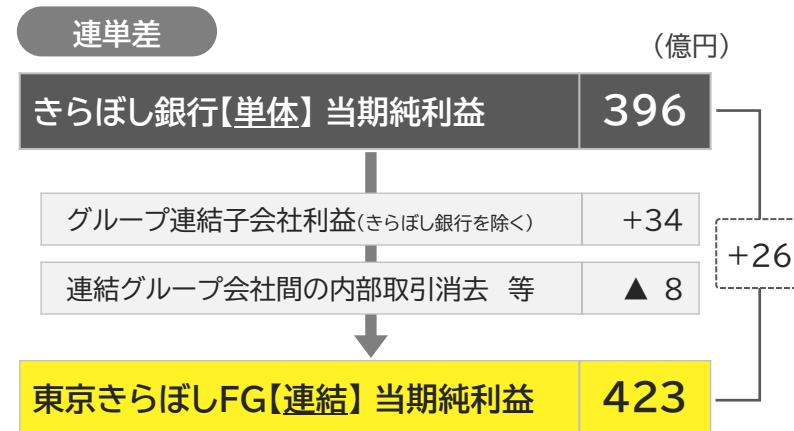 連単差
（億円）
きらぼし銀行【単体】 当期純利益 396
グループ連結子会社利益(きらぼし銀行を除く) +34
連結グループ会社間の内部取引消去　等 ▲ 8
+26
東京きらぼしFG【連結】 当期純利益 423